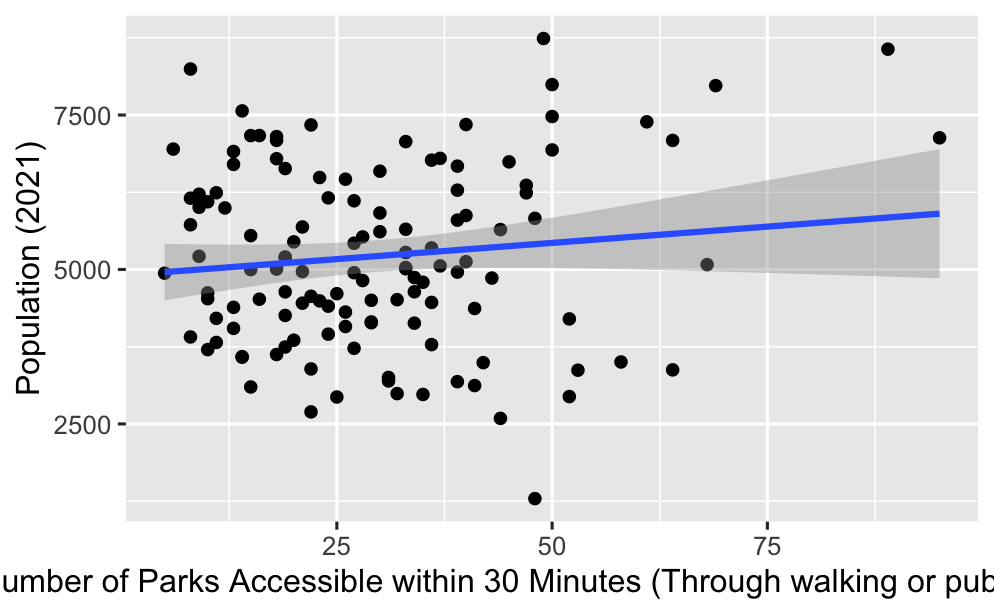 Population (2021)
7500
5000
2500
25 50 75
umber of Parks Accessible within 30 Minutes (Through walking or pub